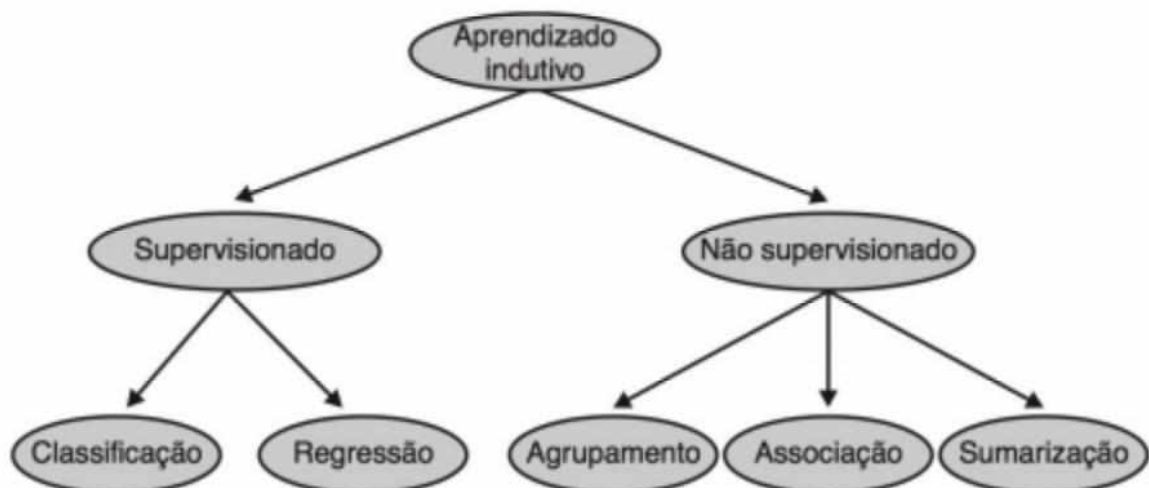 Aprendizado
indutivo
Supervisionado
Não supervisionado
Classificação
Regressão
Agrupamento
Associação
Sumarização